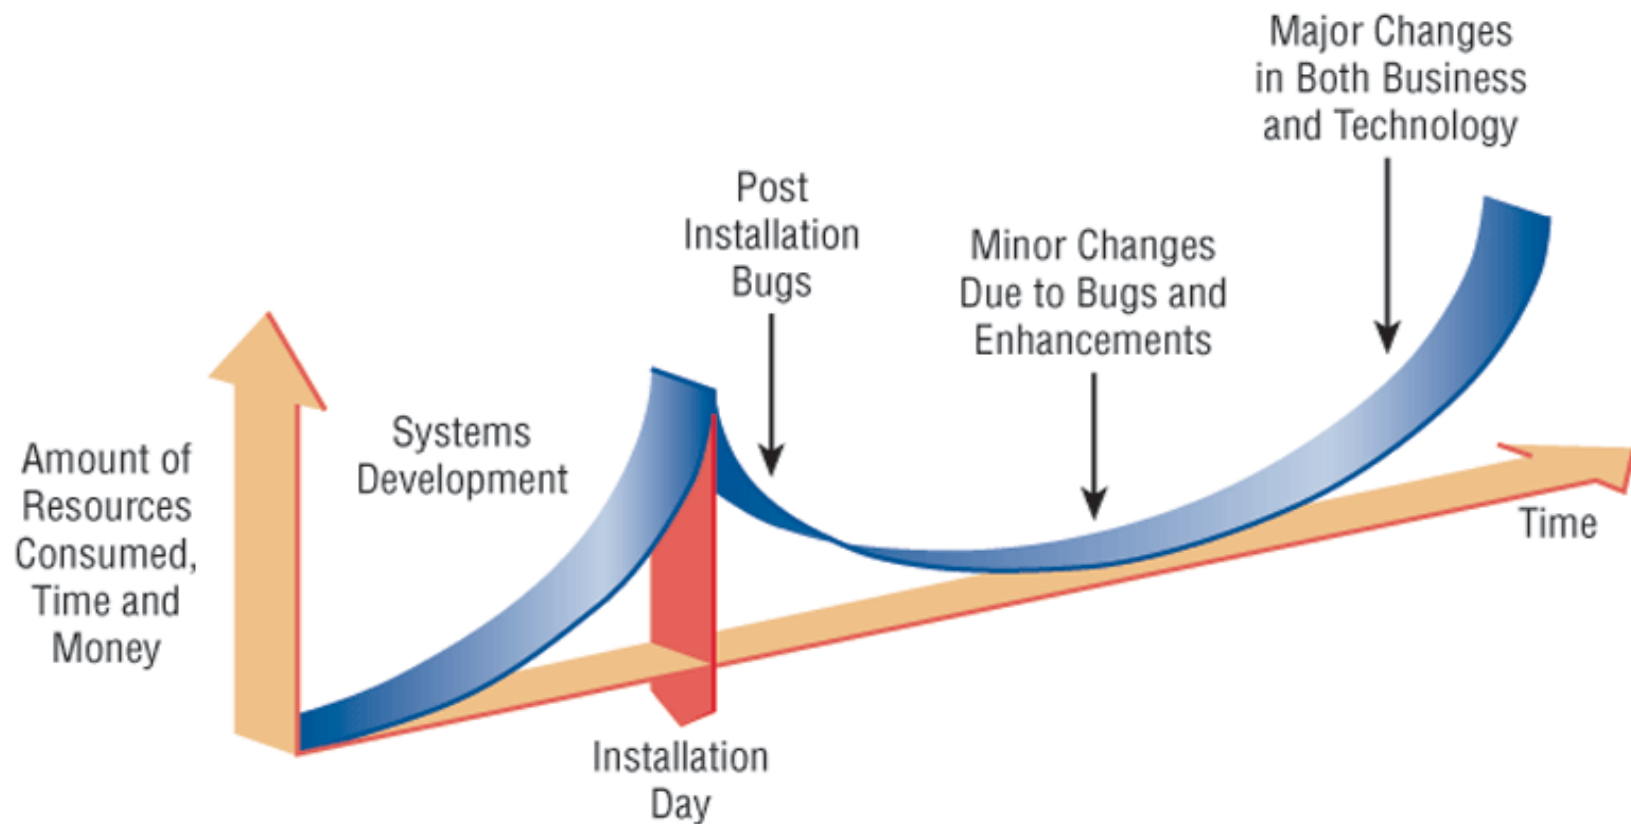 Major Changes
in Both Business
and Technology
Post
Installation
Bugs
Minor Changes
Due to Bugs and
Enhancements
Systems
Development
Amount of
Resources
Consumed,
Time and
Money
Time
Installation
Day